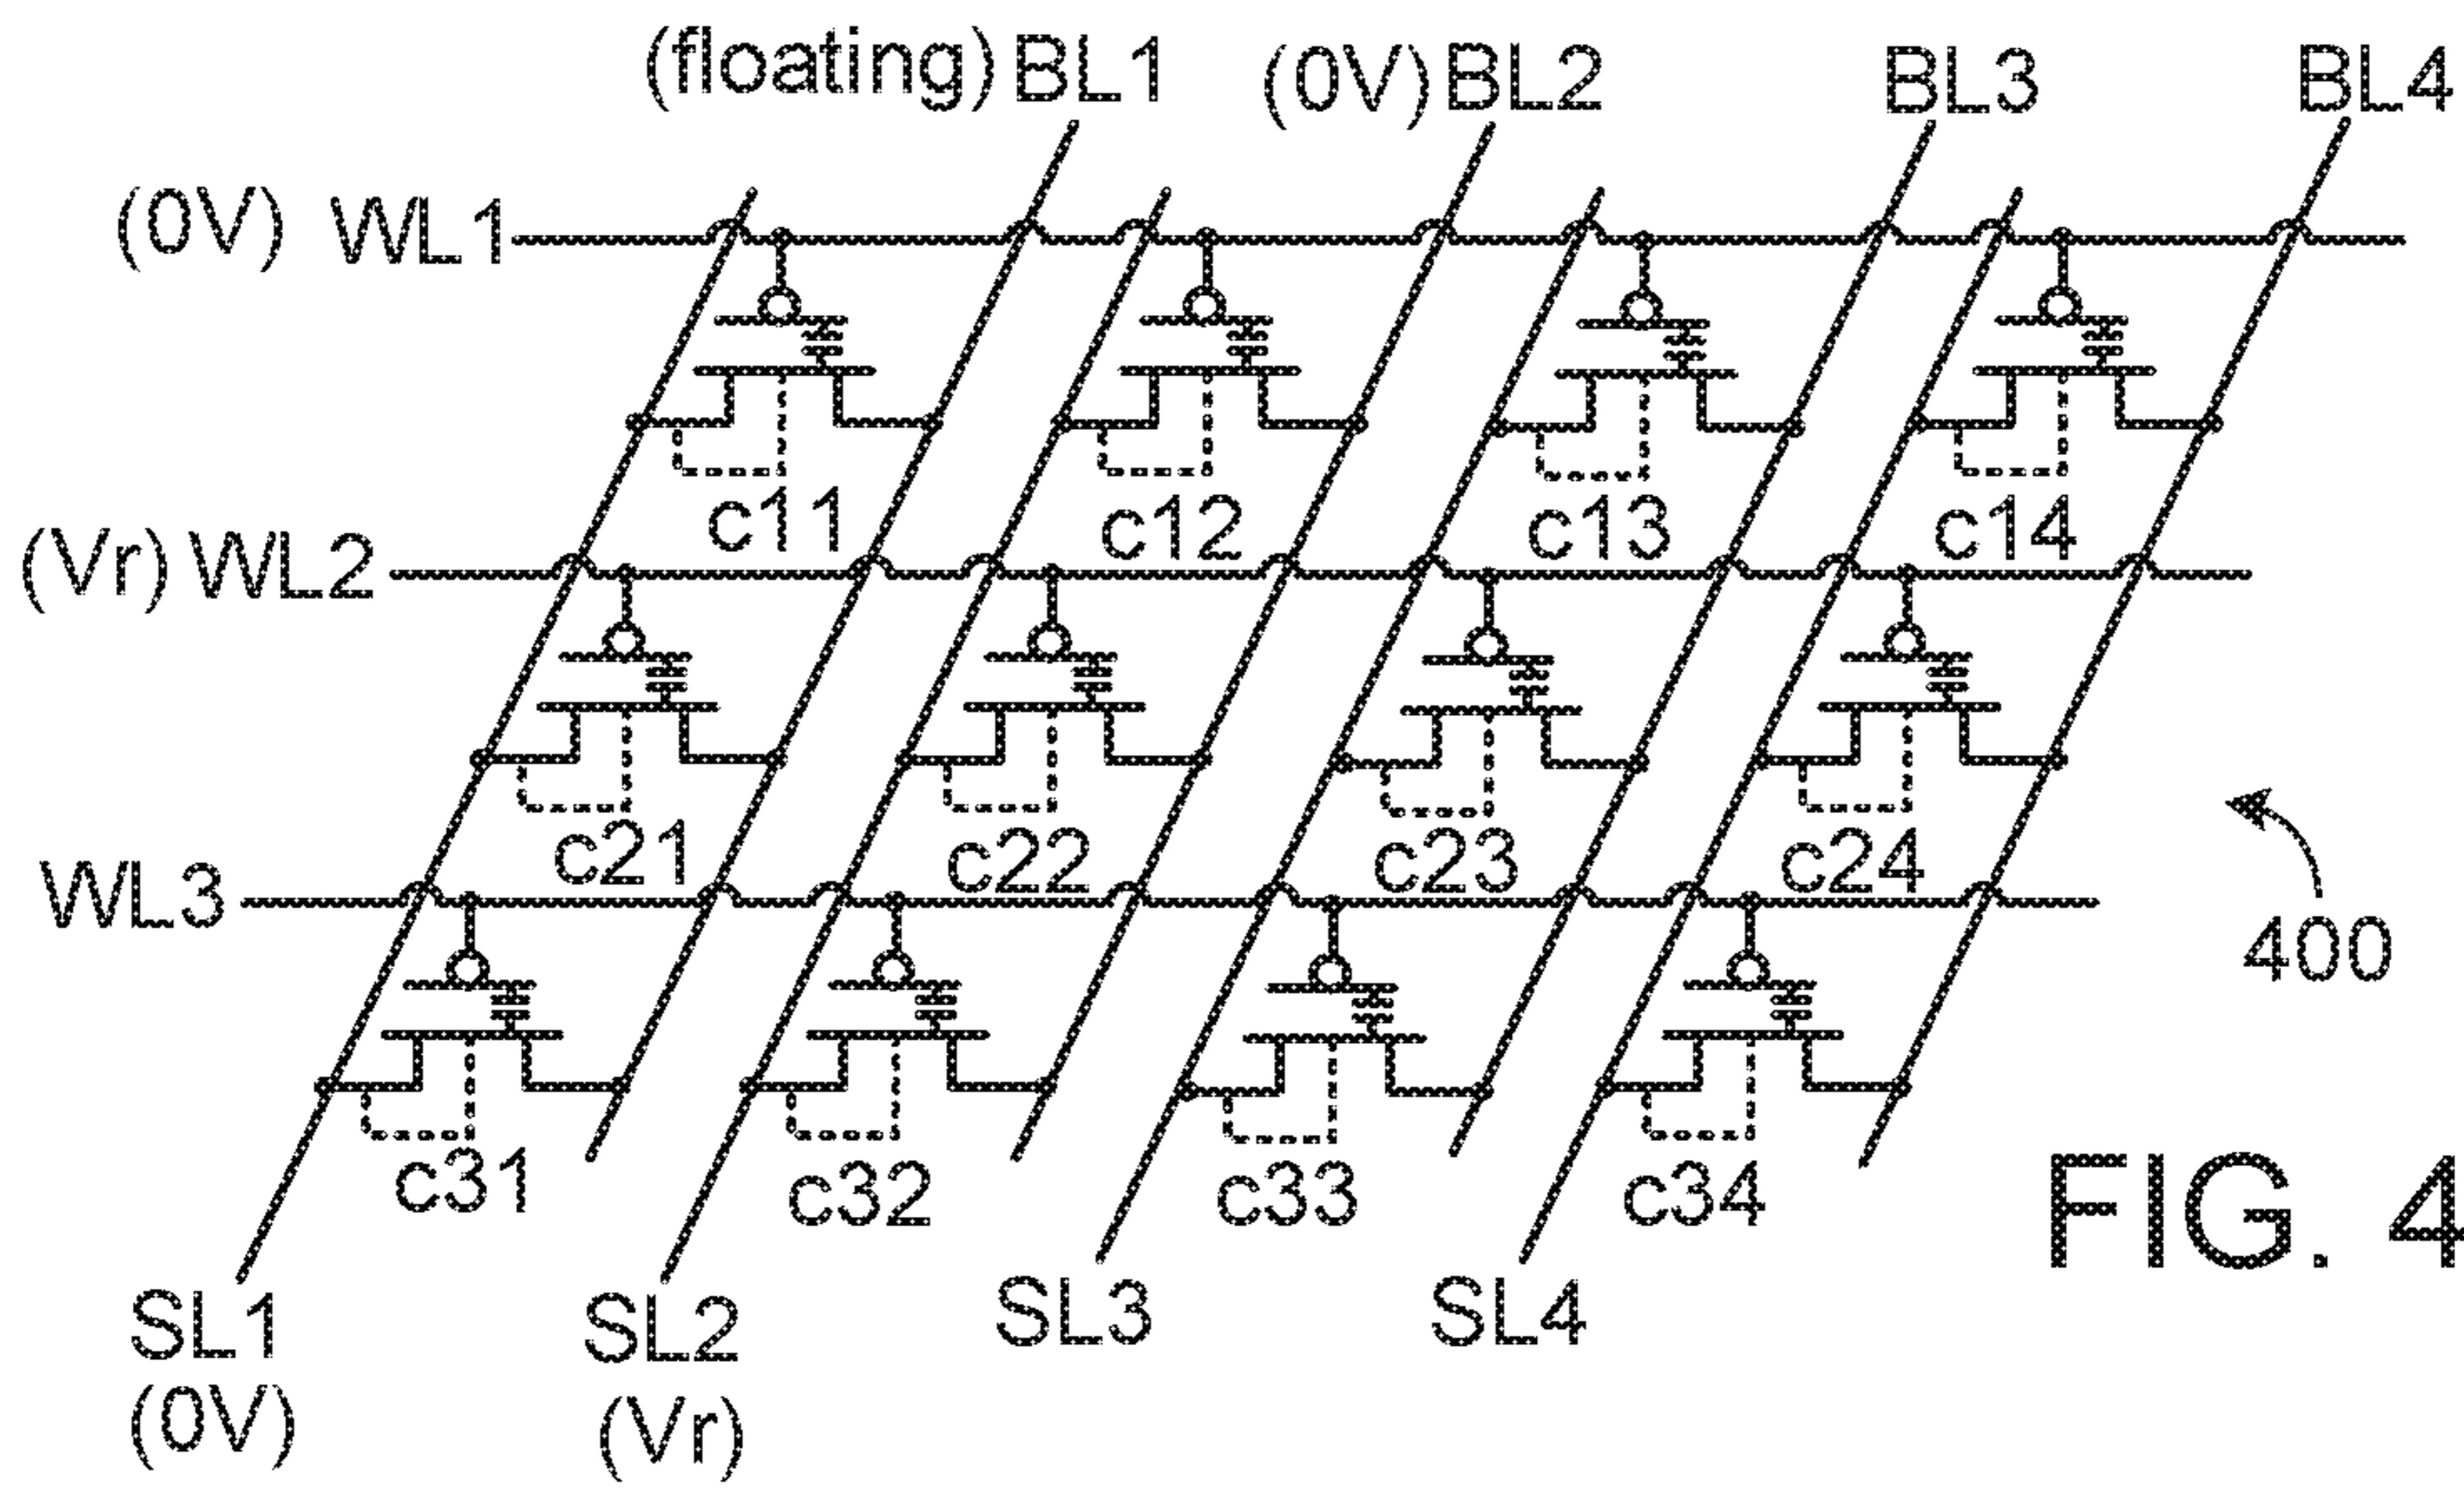 (floating) BL1 (0V) BL2 BL3 BL4
(0V) WL1
c11 c12 c13 c14
(Vr) WL2
c21 c22 c23 c24
WL3
400
c31 c32 c33 c34
FIG. 4
SL1 SL2 SL3 SL4
(0V) (Vr)